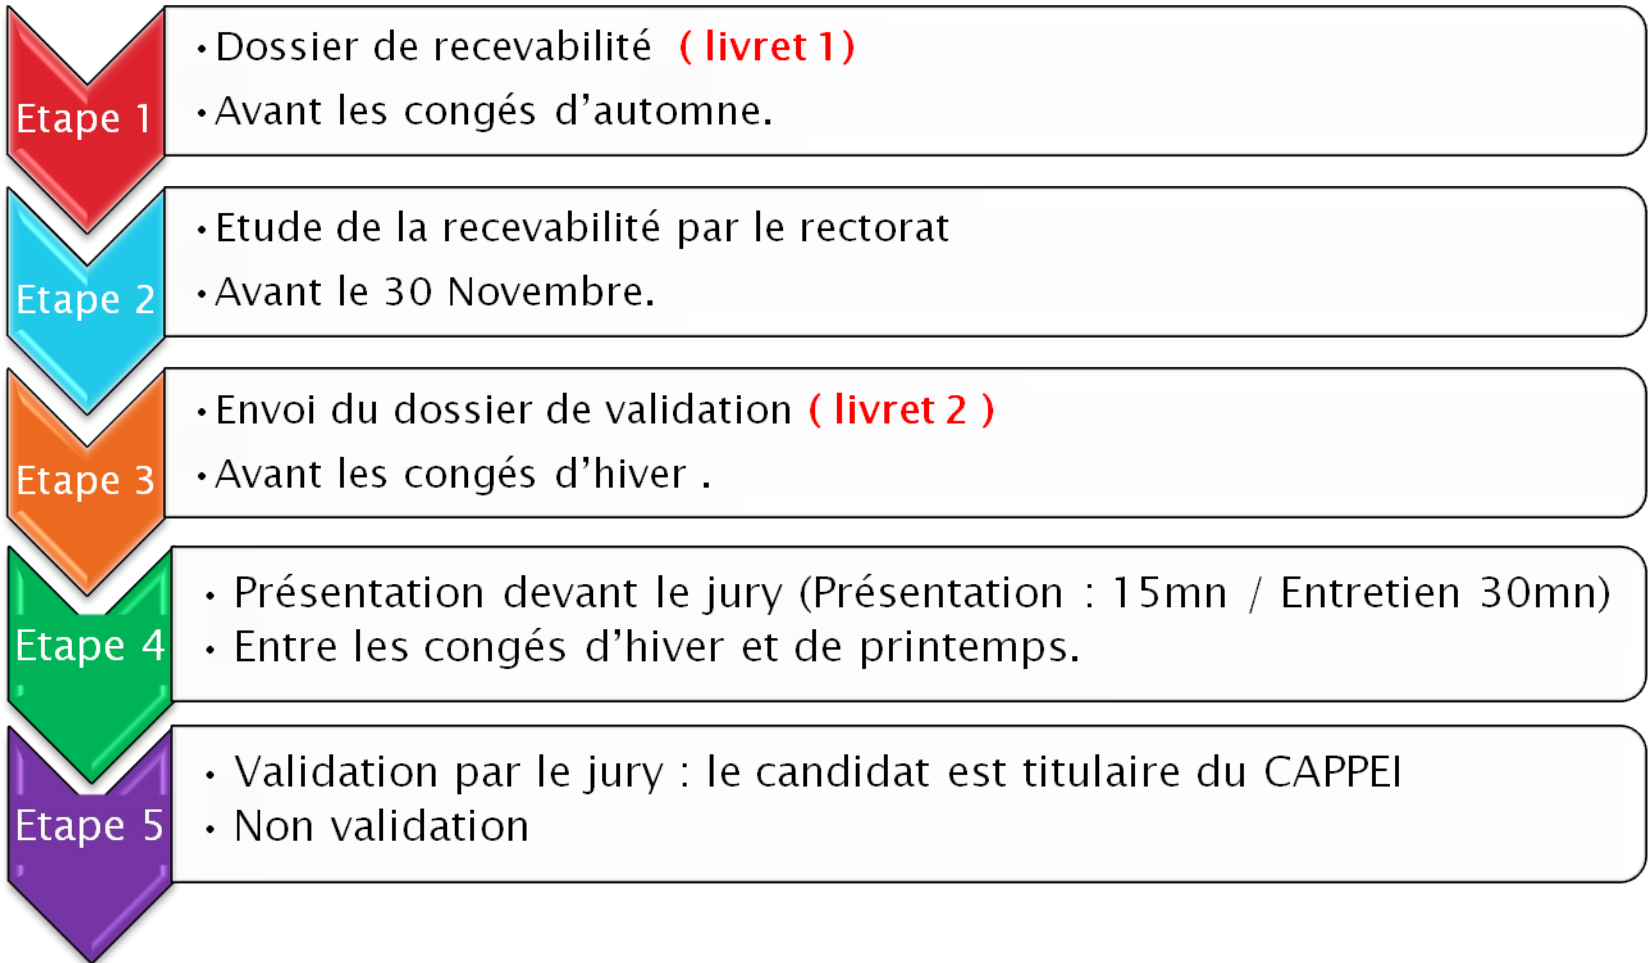 Etape 1
•Dossier de recevabilité ( livret 1)
•Avant les congés d’automne.
Etape 2
•Etude de la recevabilité par le rectorat
•Avant le 30 Novembre.
Etape 3
•Envoi du dossier de validation ( livret 2 )
•Avant les congés d’hiver .
Etape 4
• Présentation devant le jury (Présentation : 15mn / Entretien 30mn)
• Entre les congés d’hiver et de printemps.
Etape 5
• Validation par le jury : le candidat est titulaire du CAPPEI
• Non validation